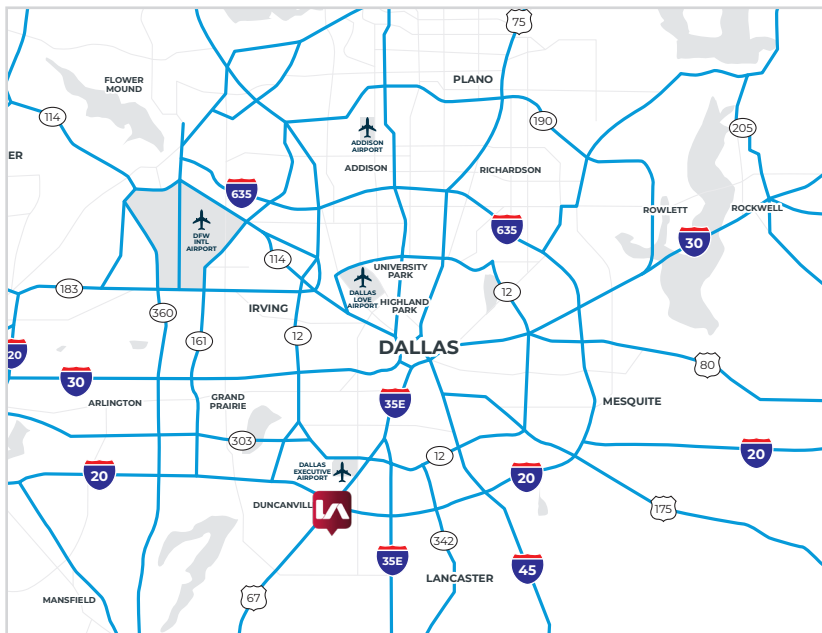 75
FLOWER
MOUND
PLANO
114
190
205
ADDISON
AIRPORT
ER
ADDISON
RICHARDSON
635
ROWLETT
ROCKWELL
DFW
INTL
AIRPORT
635
30
114
UNIVERSITY
PARK
183
DALLAS
LOVE
AIRPORT
12
HIGHLAND
PARK
IRVING
360
161
12
DALLAS
20
80
30
GRAND
PRAIRIE
ARLINGTON
35E
MESQUITE
303
12
20
DALLAS
EXECUTIVE
AIRPORT
20
20
DUNCANVILL
175
342
35E
45
LANCASTER
67
MANSFIELD